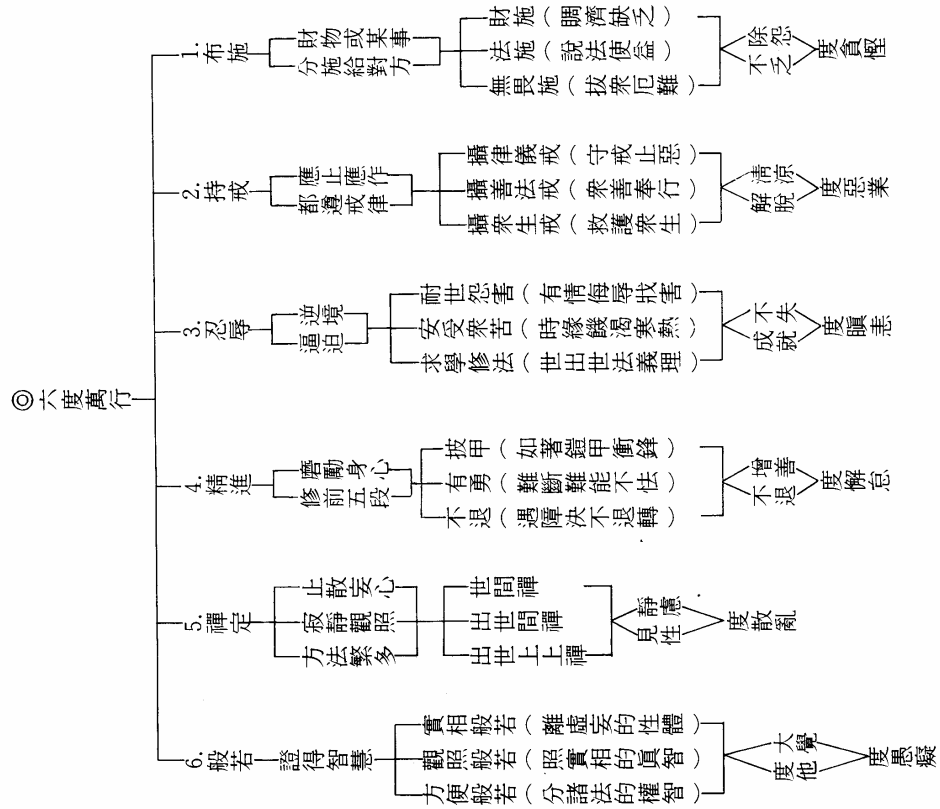 ◎六度萬行
1.布施
財物或某事
分施給對方
財施（賙濟缺乏）
法施（說法使益）
無畏施（拔衆厄難）
除怨
不乏
度貪慳
2.持戒
應止應作
都遵戒律
攝律儀戒（守戒止惡）
攝善法戒（衆善奉行）
攝衆生戒（救護衆生）
清涼
解脫
度惡業
3.忍辱
逆境
逼迫
耐世怨害（有情侮辱戕害）
安受衆苦（時緣饑渴寒熱）
求學修法（世出世法義理）
不失
成就
度瞋恚
4.精進
磨勵身心
修前五段
披甲（如著鎧甲衝鋒）
有勇（難斷難能不怯）
不退（遇障決不退轉）
增善
不退
度懈怠
5.禪定
止散安心
寂靜觀照
方法繁多
世間禪
出世間禪
出世上上禪
靜慮
見性
度散亂
6.般若
證得智慧
實相般若（離虛妄的性體）
觀照般若（照實相的眞智）
方便般若（分諸法的權智）
大覺
度他
度愚癡